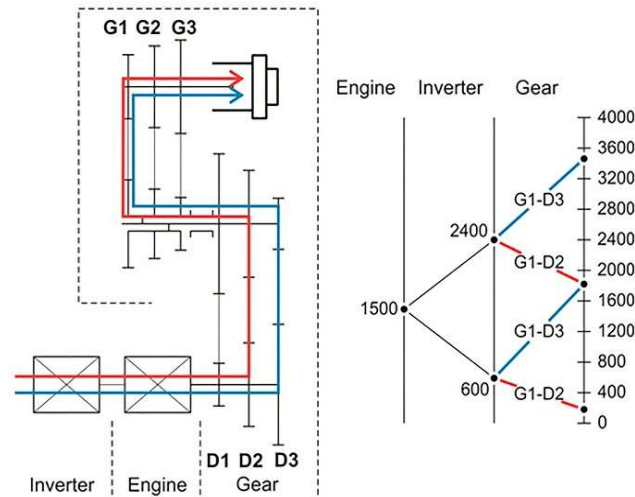 G1 G2 G3
D1 D2 D3
Inverter Engine Gear
Engine Inverter Gear
4000
3600
3200
2800
2400
2000
1600
1200
800
400
0
1500
2400
600
G1-D3
G1-D2
G1-D3
G1-D2